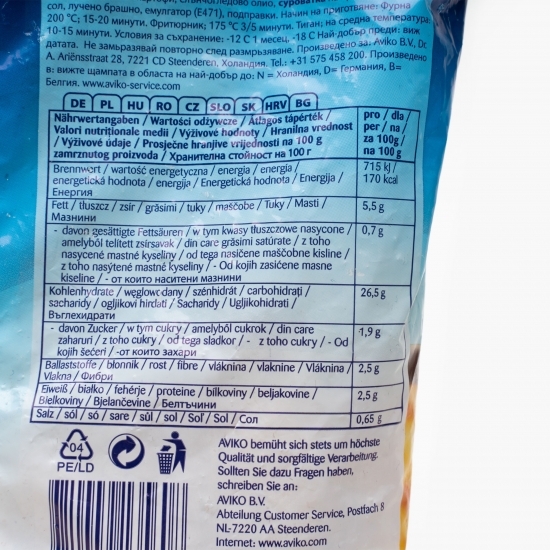 сол, лучено брашно, емулгатор (E471), подправки. Начин на приготвяне: Фурна
200 °C; 15-20 минути. Фритюрник; 175 °C 3/5 минути. Тиган; на средна температура
10-15 минути. Условия за съхранение: -12 C 1 месец, -18 C Най-добър преди: виж
датата. Не замразявай повторно след размразяване. Произведено за: Aviko B.V., Dr.
A. Ariënsstraat 28, 7221 CD Steenderen, Холандия. Tel.: +31 575 458 200. Произведено
в: вижте щампата в областа на най-добър до: N = Холандия, D= Германия, B=
Белгия. www.aviko-service.com
DE PL HU RO CZ SLO SK HRV BG
Nährwertangaben / Wartości odżywcze / Átlagos tápérték /
Valori nutriționale medii / Výživové hodnoty / Hranilna vrednost
/ Výživové údaje / Prosječne hranjive vrijednosti na 100 g
zamrznutog proizvoda / Хранителна стойност на 100 г
pro / dla /
per / na /
za 100g /
na 100 g
Brennwert / wartość energetyczna / energia / energia /
energetická hodnota / energija / Energetická hodnota / Energija /
Енергия
715 kJ /
170 kcal
Fett / tłuszcz / zsír / grăsimi / tuky / maščobe / Tuky / Masti /
Мазнини
5,5 g
- davon gesättigte Fettsäuren / w tym kwasy tłuszczowe nasycone /
amelyből telített zsírsavak / din care grăsimi saturate / z toho
nasycené mastné kyseliny / od tega nasičene maščobne kisline /
z toho nasýtené mastné kyseliny / - Od kojih zasićene masne
kiseline / - от които наситени мазнини
0,7 g
Kohlenhydrate / węglowodany / szénhidrát / carbohidrați /
sacharidy / ogljikovi hidrati / Sacharidy / Ugljikohidrati /
Въглехидрати
26,5 g
- davon Zucker / w tym cukry / amelyből cukrok / din care
zaharuri / z toho cukry / od tega sladkor / - z toho cukry / - Od
kojih šećeri / -от които захари
1,9 g
Ballaststoffe / błonnik / rost / fibre / vláknina / vlaknine / Vláknina /
Vlakna / Фибри
2,5 g
Eiweiß / białko / fehérje / proteine / bílkoviny / beljakovine /
Bielkoviny / Bjelančevine / Белтъчини
2,5 g
Salz / sól / só / sare / sůl / sol / Soľ / Sol / Сол
0,65 g
04
PE/LD
AVIKO bemüht sich stets um höchste
Qualität und sorgfältige Verarbeitung.
Sollten Sie dazu Fragen haben,
schreiben Sie an:
AVIKO B.V.
Abteilung Customer Service, Postfach 8
NL-7220 AA Steenderen.
Internet: www.aviko.com